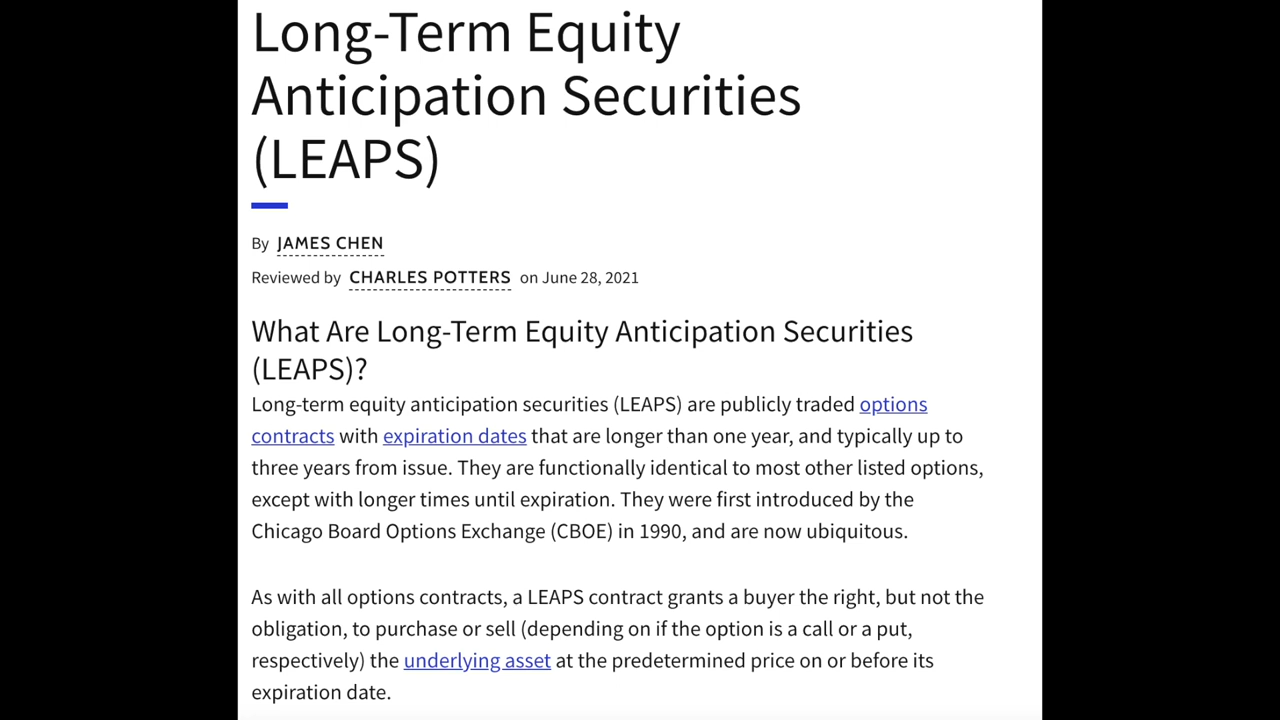 Long-Term Equity
Anticipation Securities
(LEAPS)
By JAMES CHEN
Reviewed by CHARLES POTTERS on June 28, 2021
What Are Long-Term Equity Anticipation Securities
(LEAPS)?
Long-term equity anticipation securities (LEAPS) are publicly traded options
contracts with expiration dates that are longer than one year, and typically up to
three years from issue. They are functionally identical to most other listed options,
except with longer times until expiration. They were first introduced by the
Chicago Board Options Exchange (CBOE) in 1990, and are now ubiquitous.
As with all options contracts, a LEAPS contract grants a buyer the right, but not the
obligation, to purchase or sell (depending on if the option is a call or a put,
respectively) the underlying asset at the predetermined price on or before its
expiration date.